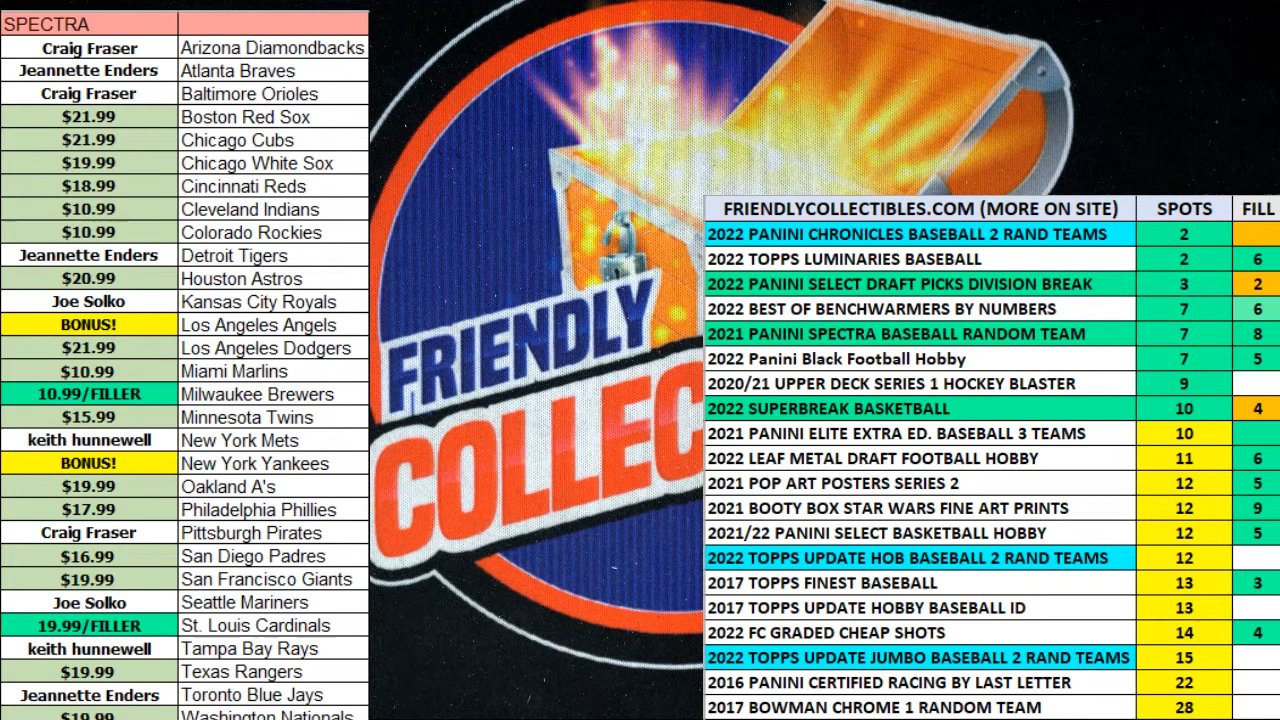 SPECTRA
Craig Fraser Arizona Diamondbacks
Jeannette Enders Atlanta Braves
Craig Fraser Baltimore Orioles
$21.99 Boston Red Sox
$21.99 Chicago Cubs
$19.99 Chicago White Sox
$18.99 Cincinnati Reds
$10.99 Cleveland Indians
$10.99 Colorado Rockies
Jeannette Enders Detroit Tigers
$20.99 Houston Astros
Joe Solko Kansas City Royals
BONUS! Los Angeles Angels
$21.99 Los Angeles Dodgers
$10.99 Miami Marlins
10.99/FILLER Milwaukee Brewers
$15.99 Minnesota Twins
keith hunnewell New York Mets
BONUS! New York Yankees
$19.99 Oakland A's
$17.99 Philadelphia Phillies
Craig Fraser Pittsburgh Pirates
$16.99 San Diego Padres
$19.99 San Francisco Giants
Joe Solko Seattle Mariners
19.99/FILLER St. Louis Cardinals
keith hunnewell Tampa Bay Rays
$19.99 Texas Rangers
Jeannette Enders Toronto Blue Jays
$19.99 Washington Nationals
FRIENDLY
COLLEC
FRIENDLYCOLLECTIBLES.COM (MORE ON SITE) SPOTS FILL
2022 PANINI CHRONICLES BASEBALL 2 RAND TEAMS 2
2022 TOPPS LUMINARIES BASEBALL 2 6
2022 PANINI SELECT DRAFT PICKS DIVISION BREAK 3 2
2022 BEST OF BENCHWARMERS BY NUMBERS 7 6
2021 PANINI SPECTRA BASEBALL RANDOM TEAM 7 8
2022 Panini Black Football Hobby 7 5
2020/21 UPPER DECK SERIES 1 HOCKEY BLASTER 9
2022 SUPERBREAK BASKETBALL 10 4
2021 PANINI ELITE EXTRA ED. BASEBALL 3 TEAMS 10
2022 LEAF METAL DRAFT FOOTBALL HOBBY 11 6
2021 POP ART POSTERS SERIES 2 12 5
2021 BOOTY BOX STAR WARS FINE ART PRINTS 12 9
2021/22 PANINI SELECT BASKETBALL HOBBY 12 5
2022 TOPPS UPDATE HOB BASEBALL 2 RAND TEAMS 12
2017 TOPPS FINEST BASEBALL 13 3
2017 TOPPS UPDATE HOBBY BASEBALL ID 13
2022 FC GRADED CHEAP SHOTS 14 4
2022 TOPPS UPDATE JUMBO BASEBALL 2 RAND TEAMS 15
2016 PANINI CERTIFIED RACING BY LAST LETTER 22
2017 BOWMAN CHROME 1 RANDOM TEAM 28